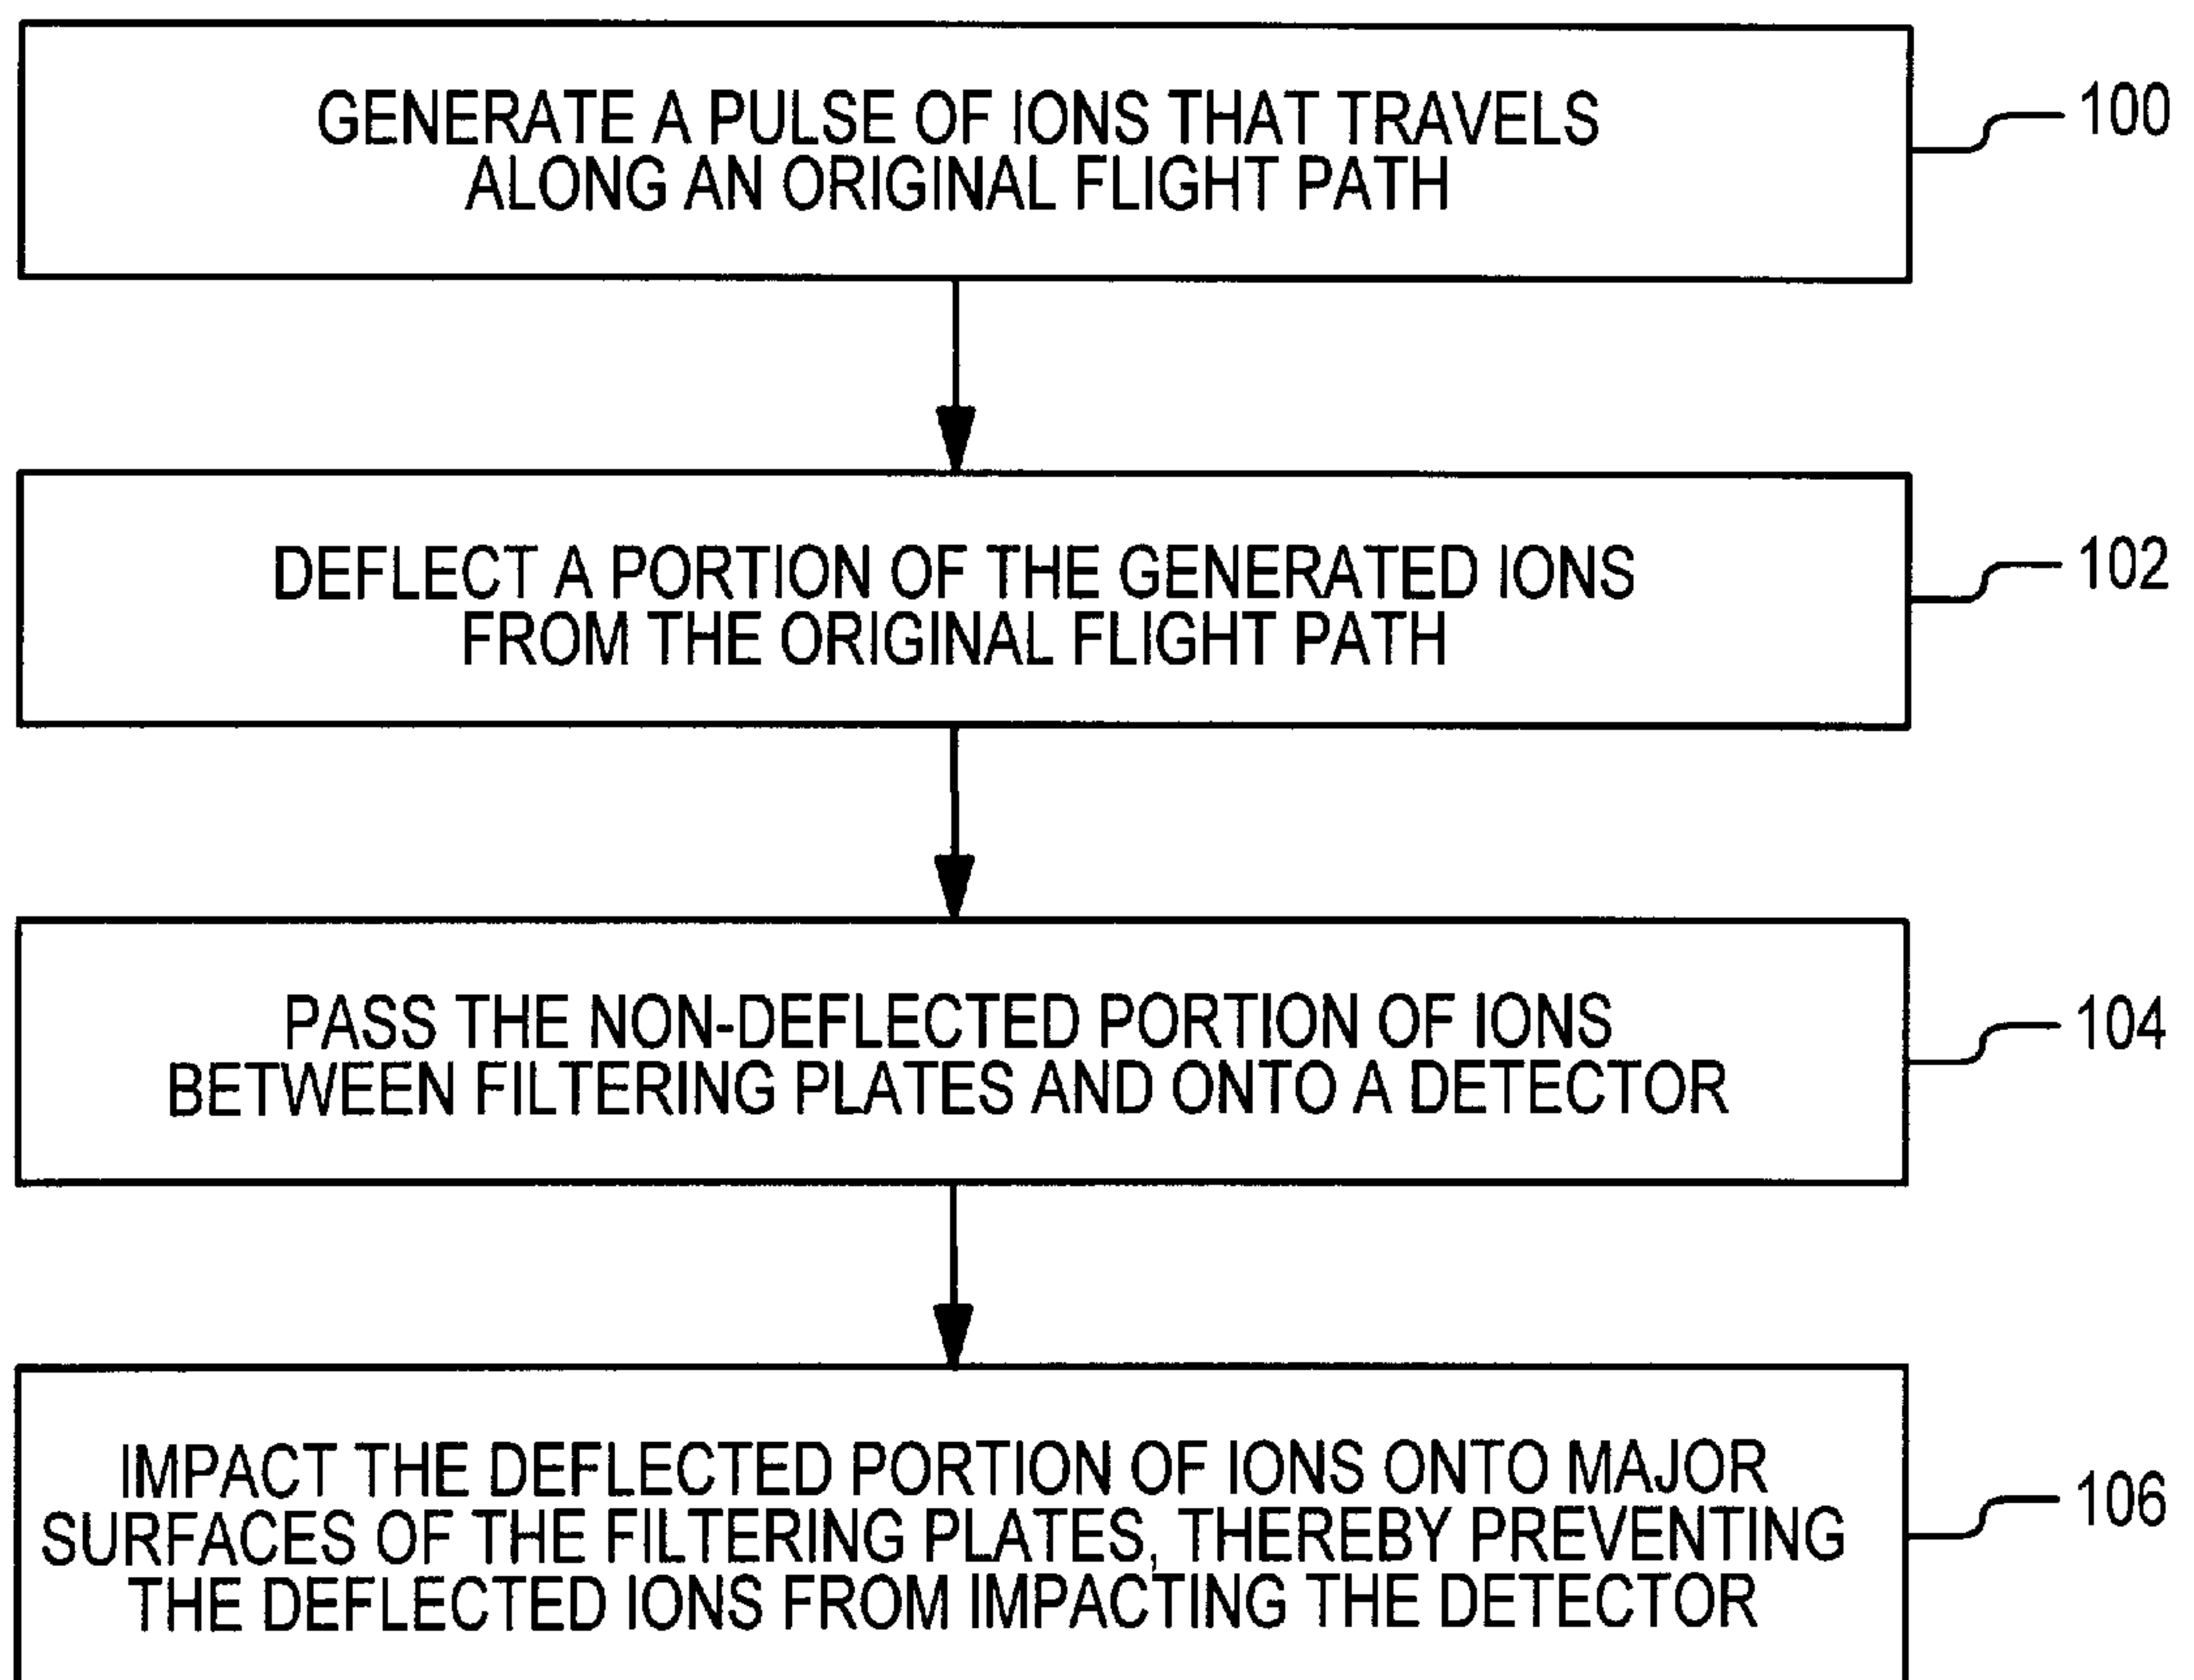 GENERATE A PULSE OF IONS THAT TRAVELS
ALONG AN ORIGINAL FLIGHT PATH
100
DEFLECT A PORTION OF THE GENERATED IONS
FROM THE ORIGINAL FLIGHT PATH
102
PASS THE NON-DEFLECTED PORTION OF IONS
BETWEEN FILTERING PLATES AND ONTO A DETECTOR
104
IMPACT THE DEFLECTED PORTION OF IONS ONTO MAJOR
SURFACES OF THE FILTERING PLATES, THEREBY PREVENTING
THE DEFLECTED IONS FROM IMPACTING THE DETECTOR
106